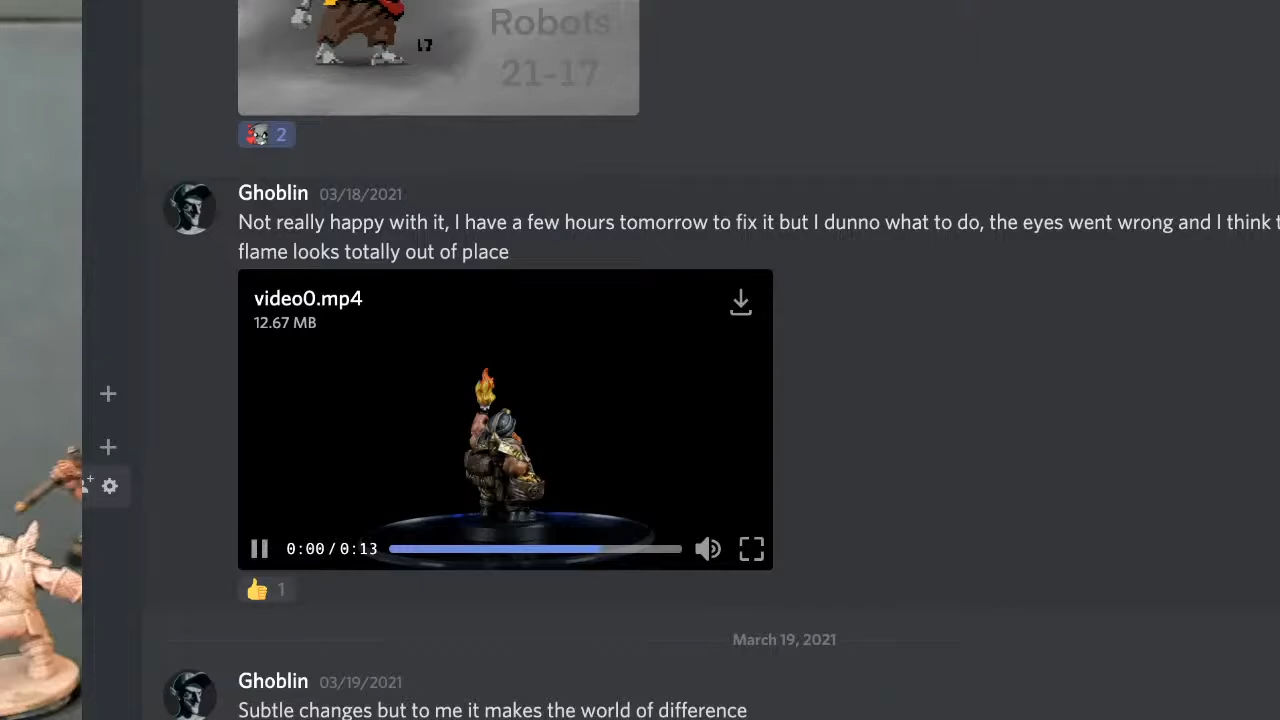 Robots
17
21-17
2
Ghoblin 03/18/2021
Not really happy with it, I have a few hours tomorrow to fix it but I dunno what to do, the eyes went wrong and I think t
flame looks totally out of place
video0.mp4
12.67 MB
0:00/0:13
1
March 19, 2021
Ghoblin 03/19/2021
Subtle changes but to me it makes the world of difference